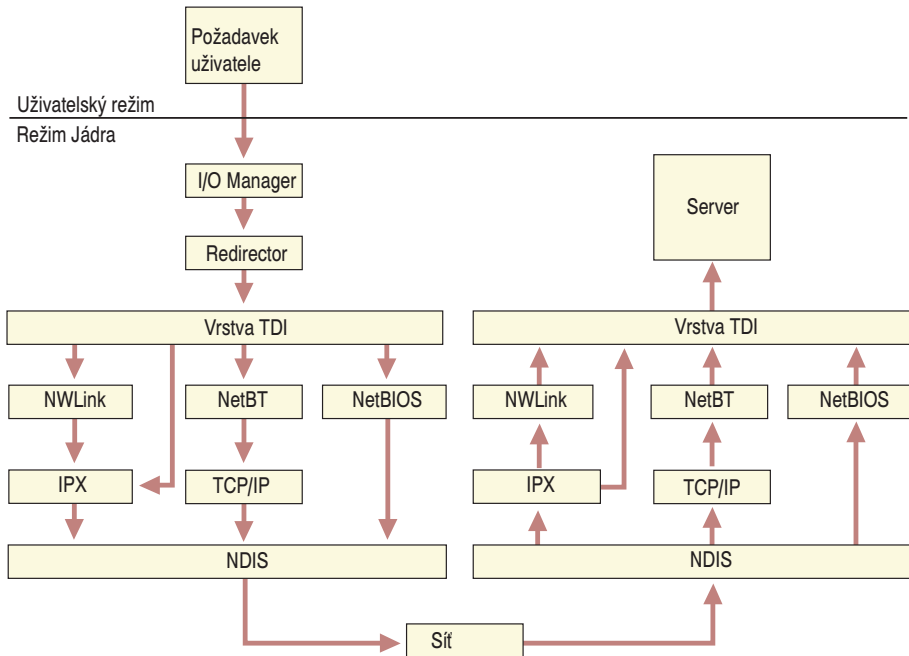 Požadavek
uživatele
Uživatelský režim
Režim Jádra
I/O Manager
Redirector
Server
Vrstva TDI
Vrstva TDI
NWLink
NetBT
NetBIOS
NWLink
NetBT
NetBIOS
IPX
TCP/IP
IPX
TCP/IP
NDIS
NDIS
Síť